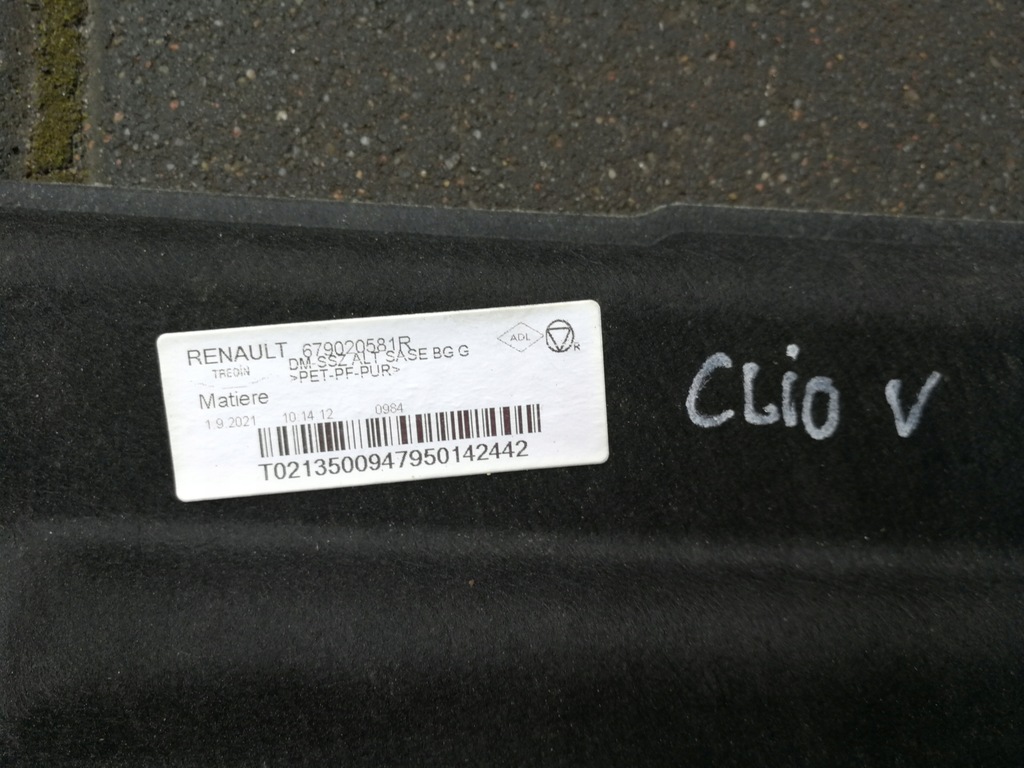 RENAULT 679020581R
DM SSZ ALT SASE BG G
TREDIN
>PET-PF-PUR<
Matiere
1.9.2021 10 14 12 0984
T0213500947950142442
ADL
R
CLiO V